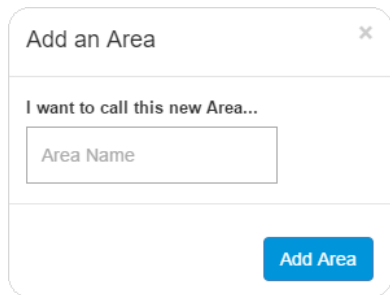 Add an Area ×
I want to call this new Area...
Area Name
Add Area